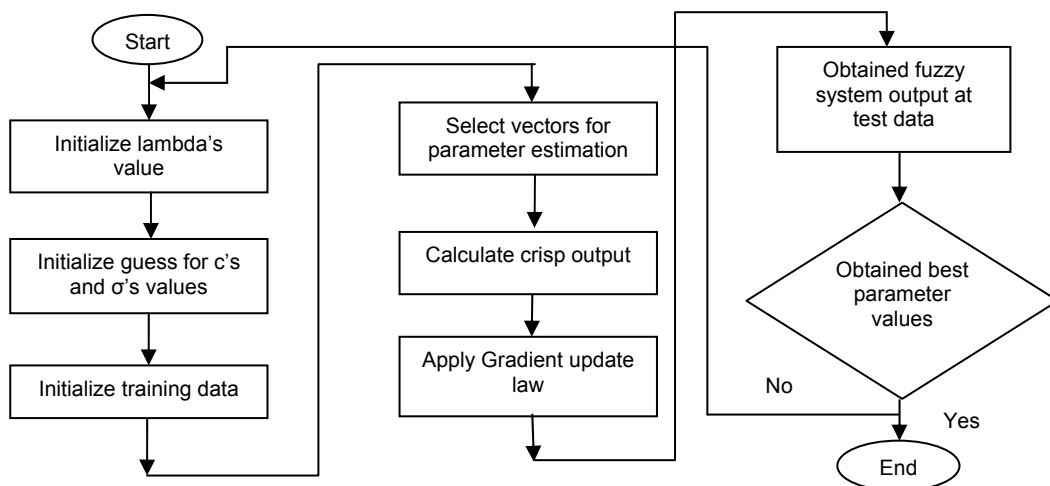 Start
Initialize lambda's
value
Initialize guess for c's
and σ's values
Initialize training data
Select vectors for
parameter estimation
Calculate crisp output
Apply Gradient update
law
Obtained fuzzy
system output at
test data
Obtained best
parameter
values
No
Yes
End